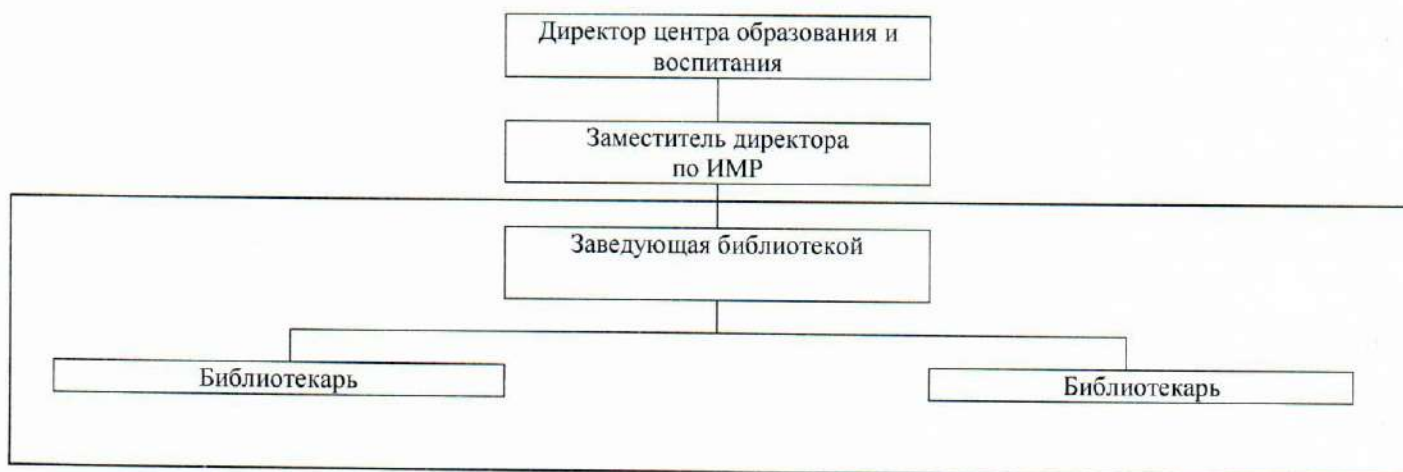 Директор центра образования и
воспитания
Заместитель директора
по ИМР
Заведующая библиотекой
Библиотекарь
Библиотекарь